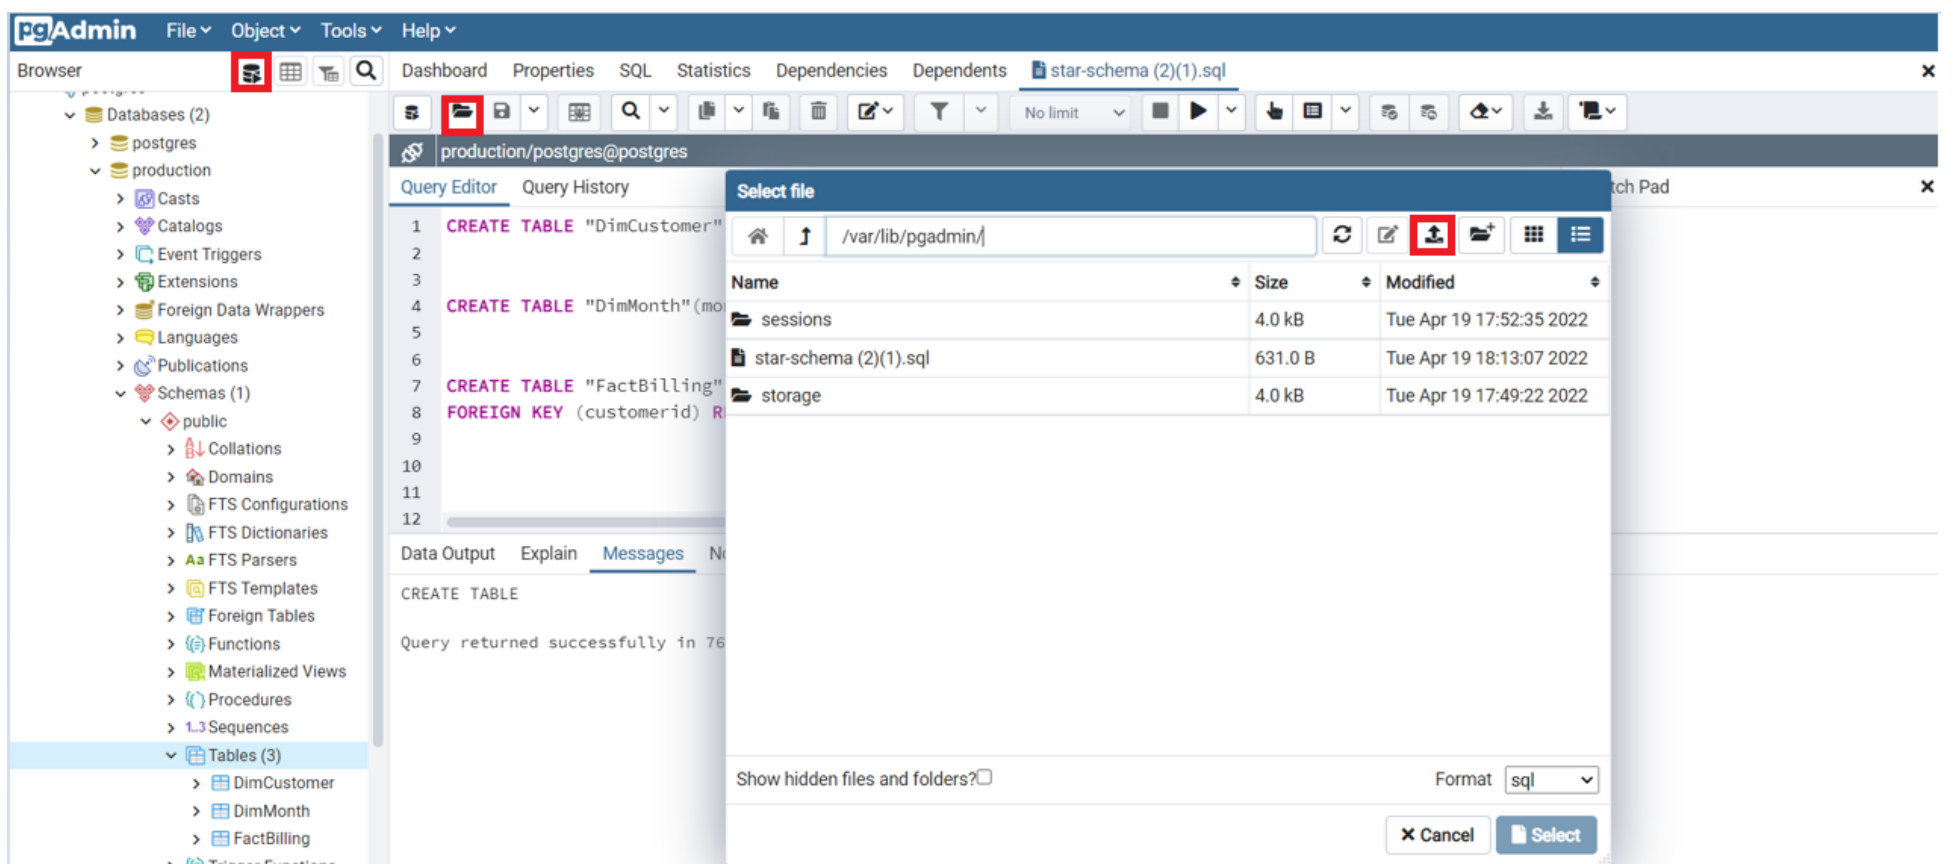 pgAdmin File Object Tools Help
Browser
Dashboard Properties SQL Statistics Dependencies Dependents star-schema (2)(1).sql
Databases (2)
postgres
production
Casts
Catalogs
Event Triggers
Extensions
Foreign Data Wrappers
Languages
Publications
Schemas (1)
public
Collations
Domains
FTS Configurations
FTS Dictionaries
Aa FTS Parsers
FTS Templates
Foreign Tables
Functions
Materialized Views
Procedures
1..3 Sequences
Tables (3)
DimCustomer
DimMonth
FactBilling
No limit
production/postgres@postgres
Query Editor Query History
tch Pad
1 CREATE TABLE "DimCustomer"
2
3
4 CREATE TABLE "DimMonth"(mo
5
6
7 CREATE TABLE "FactBilling"
8 FOREIGN KEY (customerid) R
9
10
11
12
Data Output Explain Messages
CREATE TABLE
Query returned successfully in 76
Select file
/var/lib/pgadmin/
Name Size Modified
sessions 4.0 kB Tue Apr 19 17:52:35 2022
star-schema (2)(1).sql 631.0 B Tue Apr 19 18:13:07 2022
storage 4.0 kB Tue Apr 19 17:49:22 2022
Show hidden files and folders?
Format sql
Cancel Select